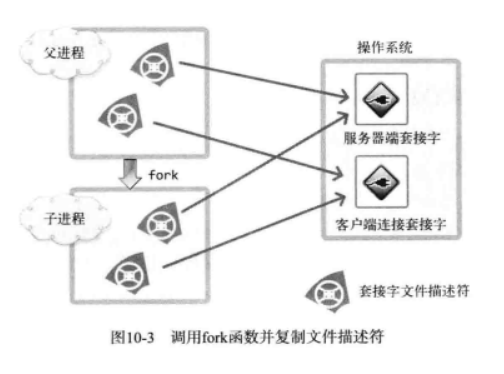 父进程
操作系统
服务器端套接字
fork
子进程
客户端连接套接字
套接字文件描述符
图10-3 调用fork函数并复制文件描述符